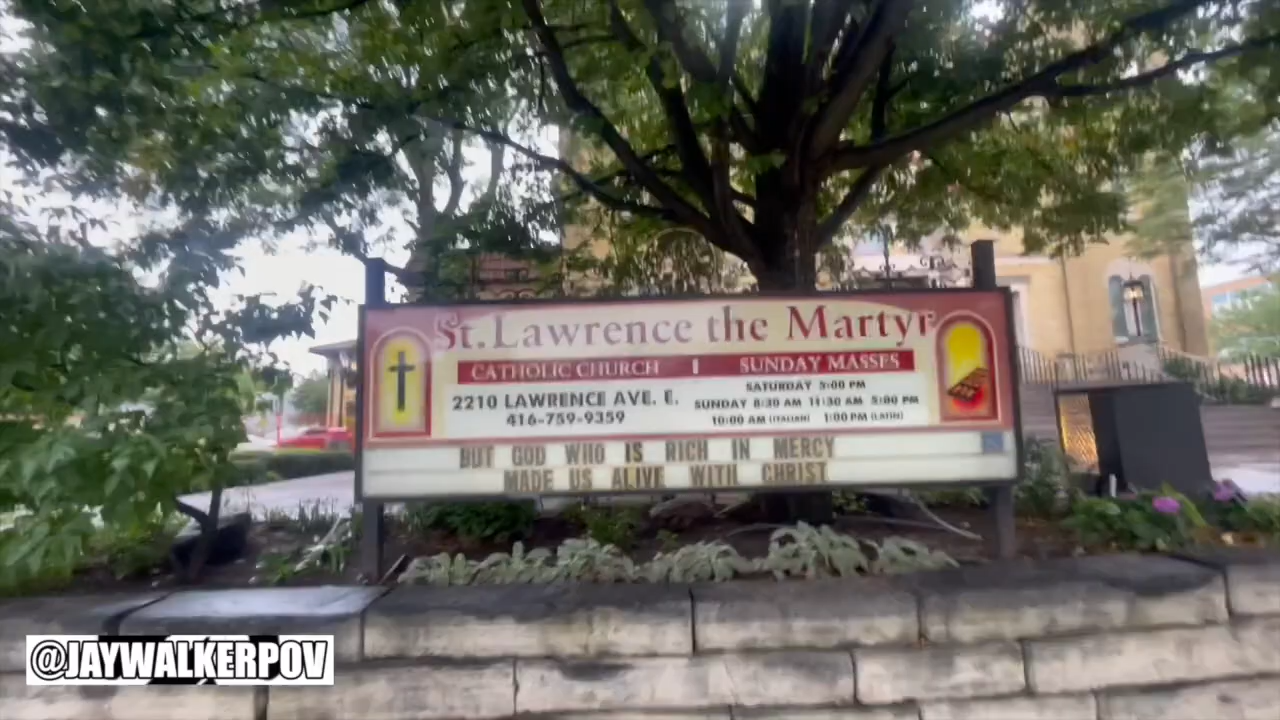 St. Lawrence the Martyr
CATHOLIC CHURCH | SUNDAY MASSES
2210 LAWRENCE AVE. E.
416-759-9359
SATURDAY 5:00 PM
SUNDAY 8:30 AM 11:30 AM 5:00 PM
10:00 AM (ITALIAN) 1:00 PM (LATIN)
BUT GOD WHO IS RICH IN MERCY
MADE US ALIVE WITH CHRIST
@JAYWALKERPOV